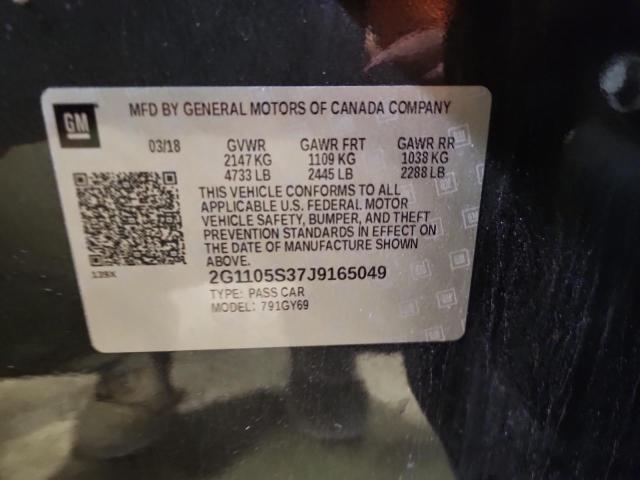 GM
MFD BY GENERAL MOTORS OF CANADA COMPANY
03/18 GVWR GAWR FRT GAWR RR
2147 KG 1109 KG 1038 KG
4733 LB 2445 LB 2288 LB
THIS VEHICLE CONFORMS TO ALL
APPLICABLE U.S. FEDERAL MOTOR
VEHICLE SAFETY, BUMPER, AND THEFT
PREVENTION STANDARDS IN EFFECT ON
THE DATE OF MANUFACTURE SHOWN
ABOVE.
139X
2G1105S37J9165049
TYPE: PASS CAR
MODEL: 791GY69